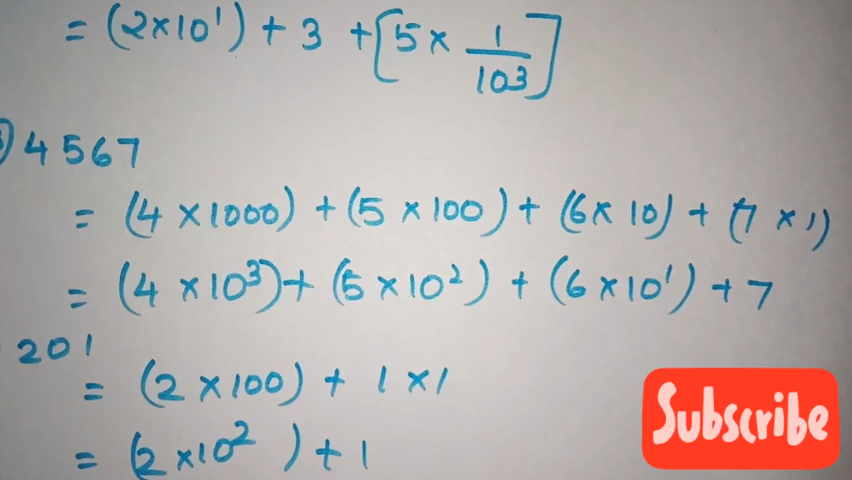 = (2×10¹) + 3 + [5 × 1/10³]
) 4567
= (4 × 1000) + (5 × 100) + (6 × 10) + (7 × 1)
= (4 × 10³) + (5 × 10²) + (6 × 10¹) + 7
201
= (2 × 100) + 1 × 1
= (2 × 10²) + 1
Subscribe